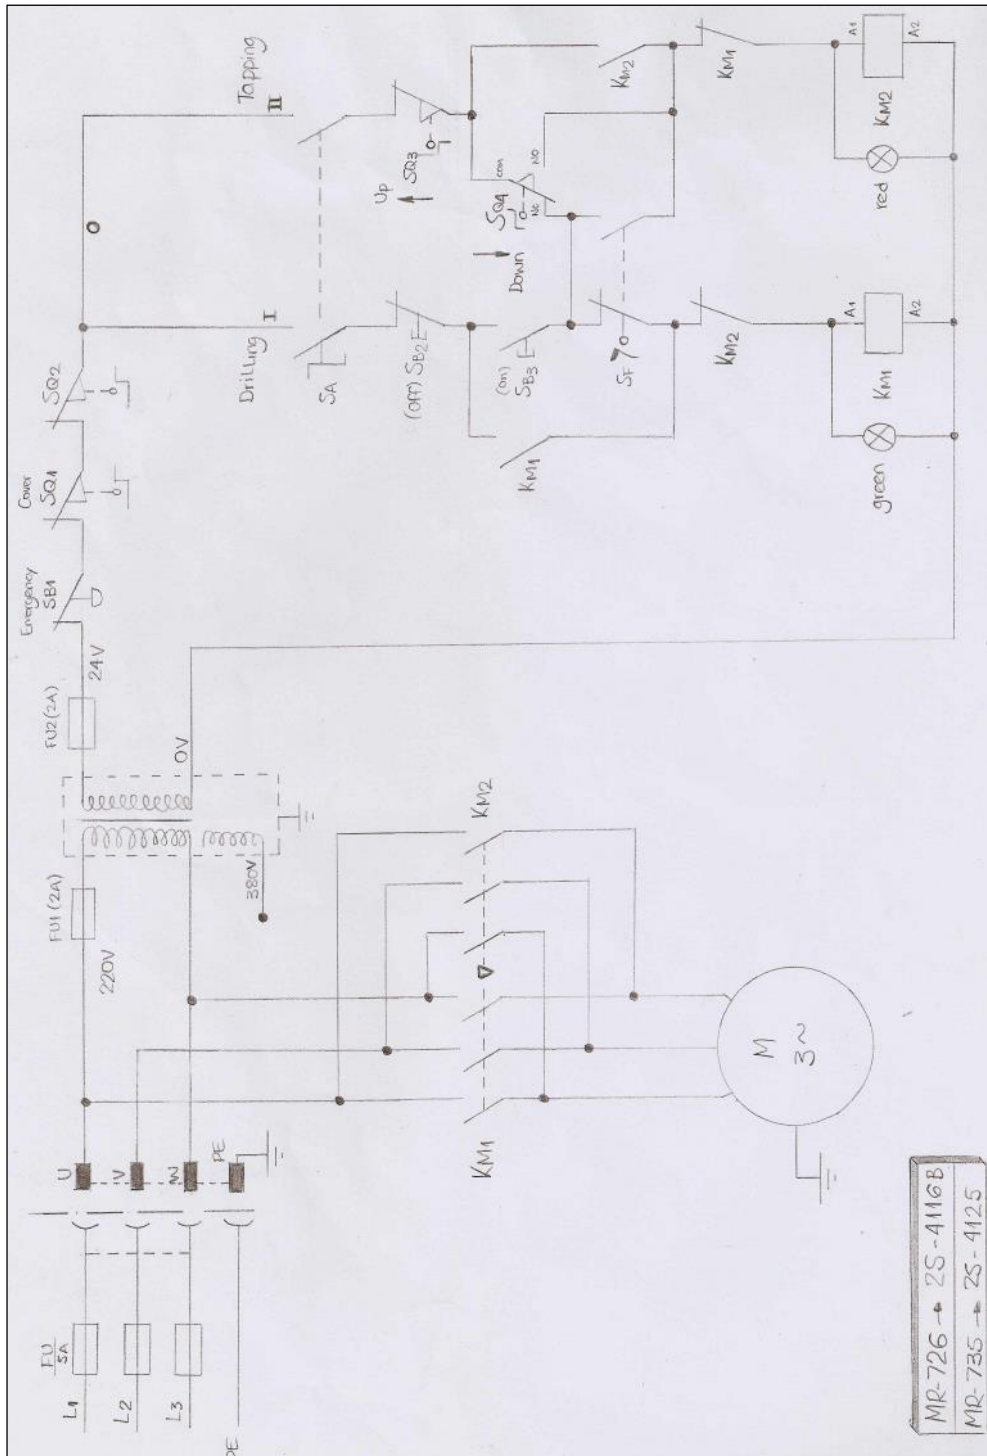 L1
L2
L3
PE
FU
5A
U
V
W
PE
220V
FU1 (2A)
380V
FU2 (2A)
24V
0V
Emergency
SB1
Cover
SQ1
SQ2
O
Drilling
I
Tapping
II
SA
(Off) SB2
Up
SQ3
Down
SQ4
com
NO
NC
(on)
SB3
SF
KM1
KM2
KM2
KM1
A1
A2
KM1
green
A1
A2
KM2
red
KM1
KM2
M
3~
MR-726 → ZS-4116B
MR-735 → ZS-4125